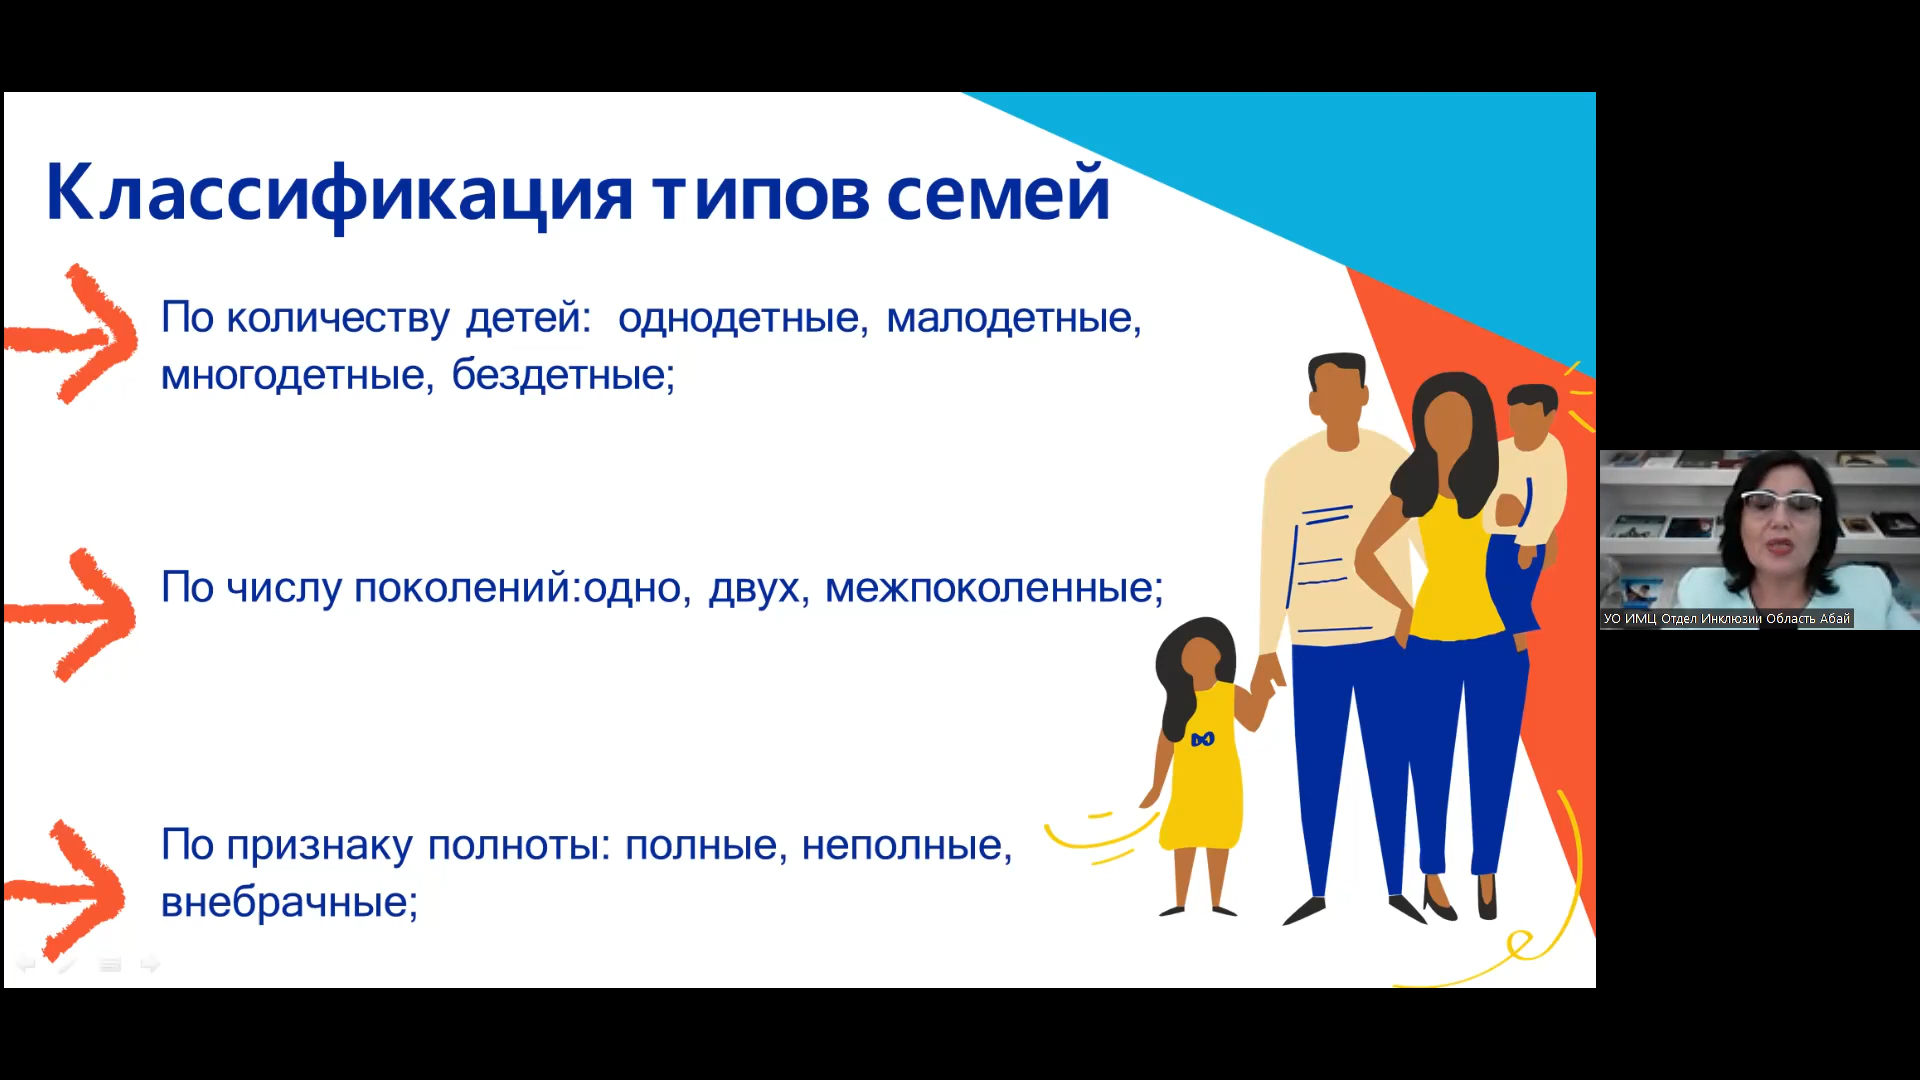 Классификация типов семей
По количеству детей: однодетные, малодетные,
многодетные, бездетные;
По числу поколений:одно, двух, межпоколенные;
По признаку полноты: полные, неполные,
внебрачные;
УО ИМЦ Отдел Инклюзии Область Абай